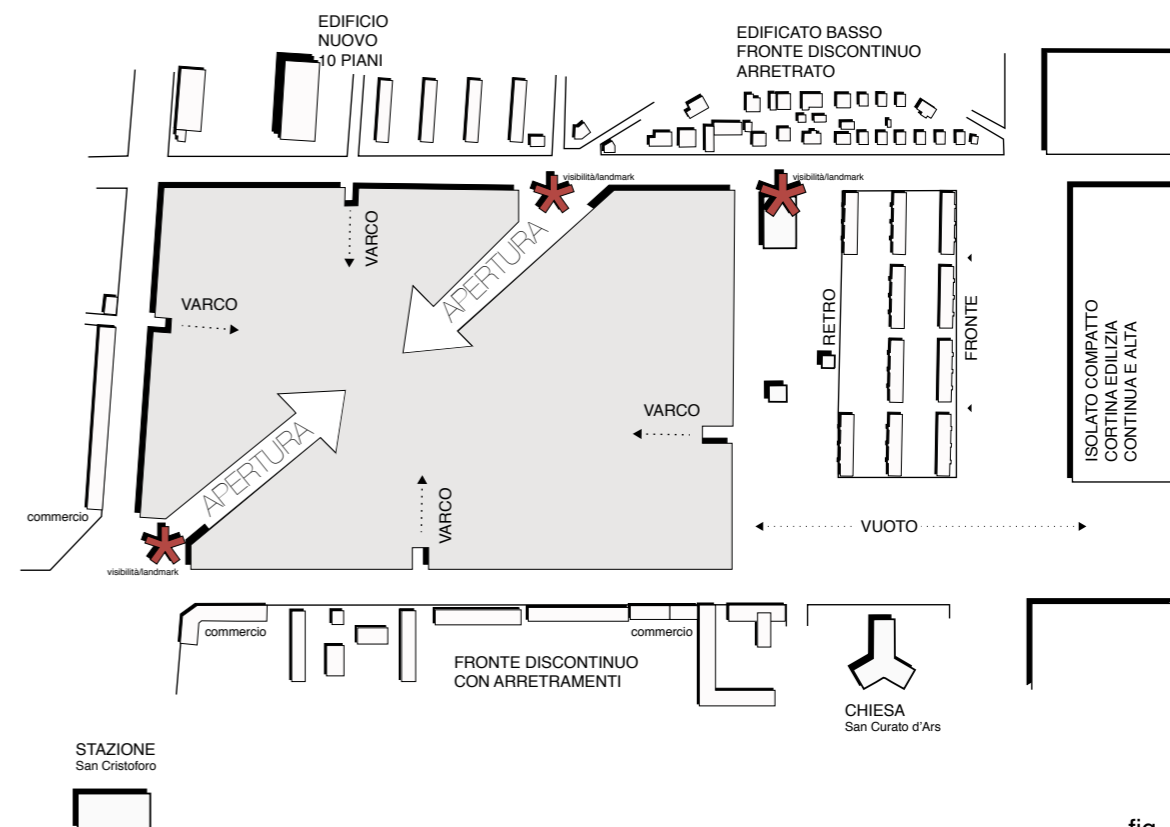 EDIFICIO
NUOVO
10 PIANI
EDIFICATO BASSO
FRONTE DISCONTINUO
ARRETRATO
visibilità/landmark
visibilità/landmark
VARCO
APERTURA
VARCO
RETRO
FRONTE
ISOLATO COMPATTO
CORTINA EDILIZIA
CONTINUA E ALTA
VARCO
APERTURA
VARCO
commercio
VUOTO
visibilità/landmark
commercio
commercio
FRONTE DISCONTINUO
CON ARRETRAMENTI
CHIESA
San Curato d'Ars
STAZIONE
San Cristoforo
fig